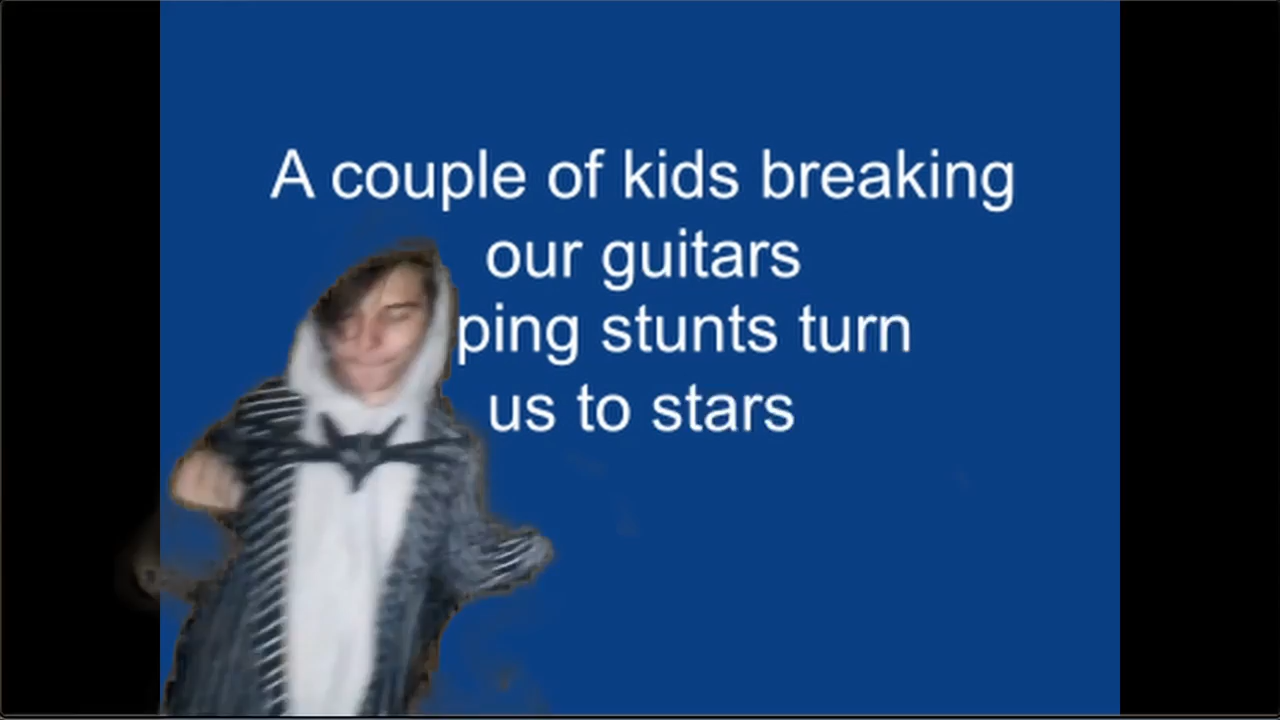 A couple of kids breaking
our guitars
ping stunts turn
us to stars